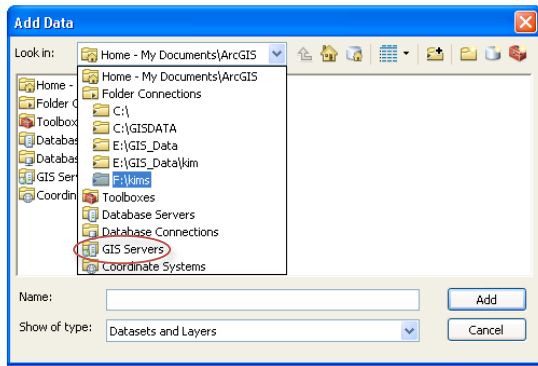 Add Data
Look in: Home - My Documents\ArcGIS
Home - My Documents\ArcGIS
Folder Connections
C:\
C:\GISDATA
E:\GIS_Data
E:\GIS_Data\kim
F:\kims
Toolboxes
Database Servers
Database Connections
GIS Servers
Coordinate Systems
Home -
Folder C
Toolbox
Databas
Databas
GIS Ser
Coordin
Name:
Add
Show of type: Datasets and Layers
Cancel